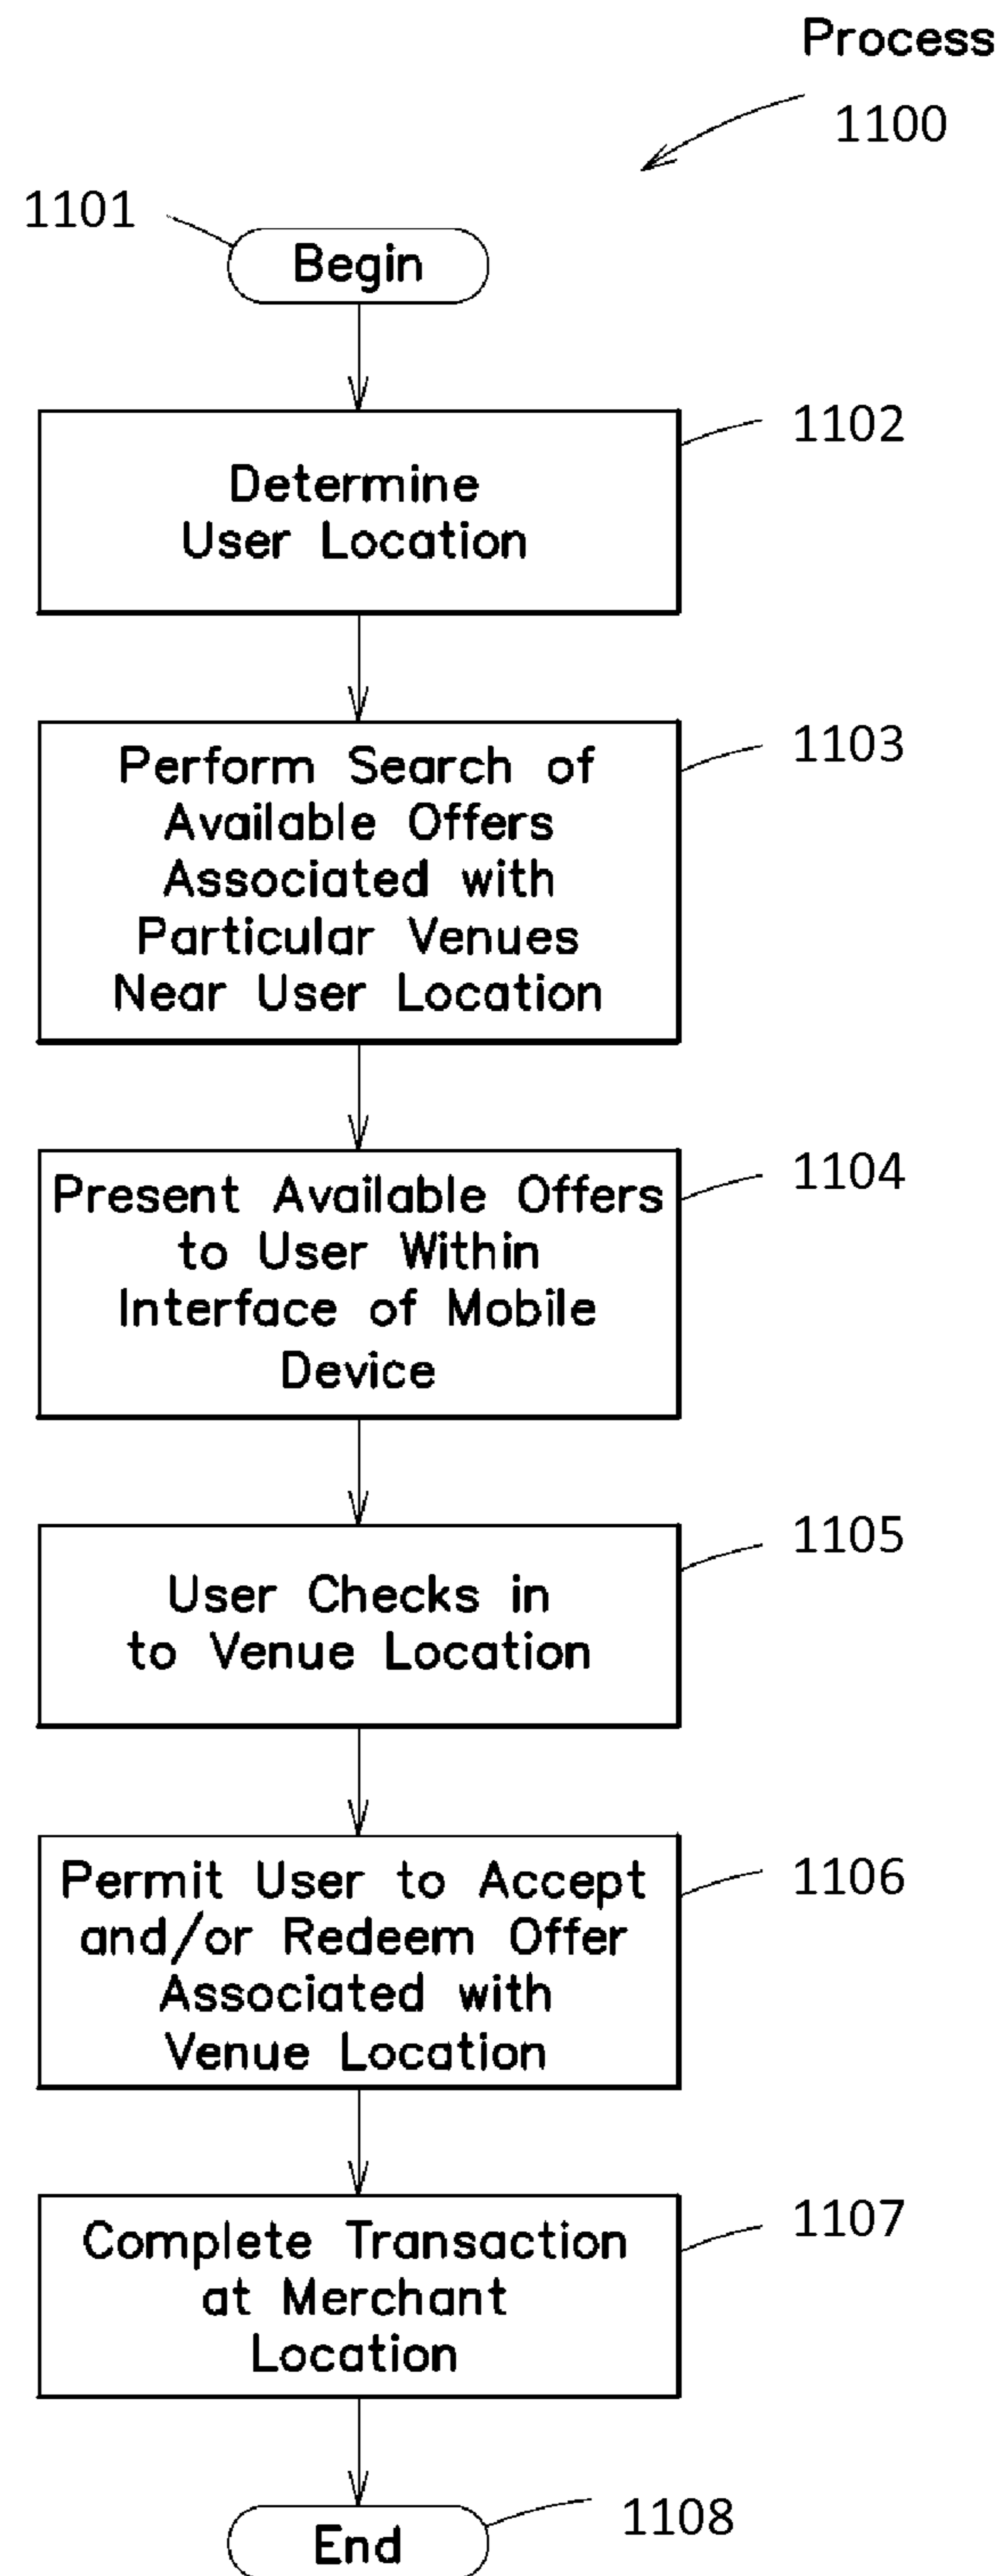 Process
1100
1101
Begin
1102
Determine
User Location
1103
Perform Search of
Available Offers
Associated with
Particular Venues
Near User Location
1104
Present Available Offers
to User Within
Interface of Mobile
Device
1105
User Checks in
to Venue Location
1106
Permit User to Accept
and/or Redeem Offer
Associated with
Venue Location
1107
Complete Transaction
at Merchant
Location
1108
End